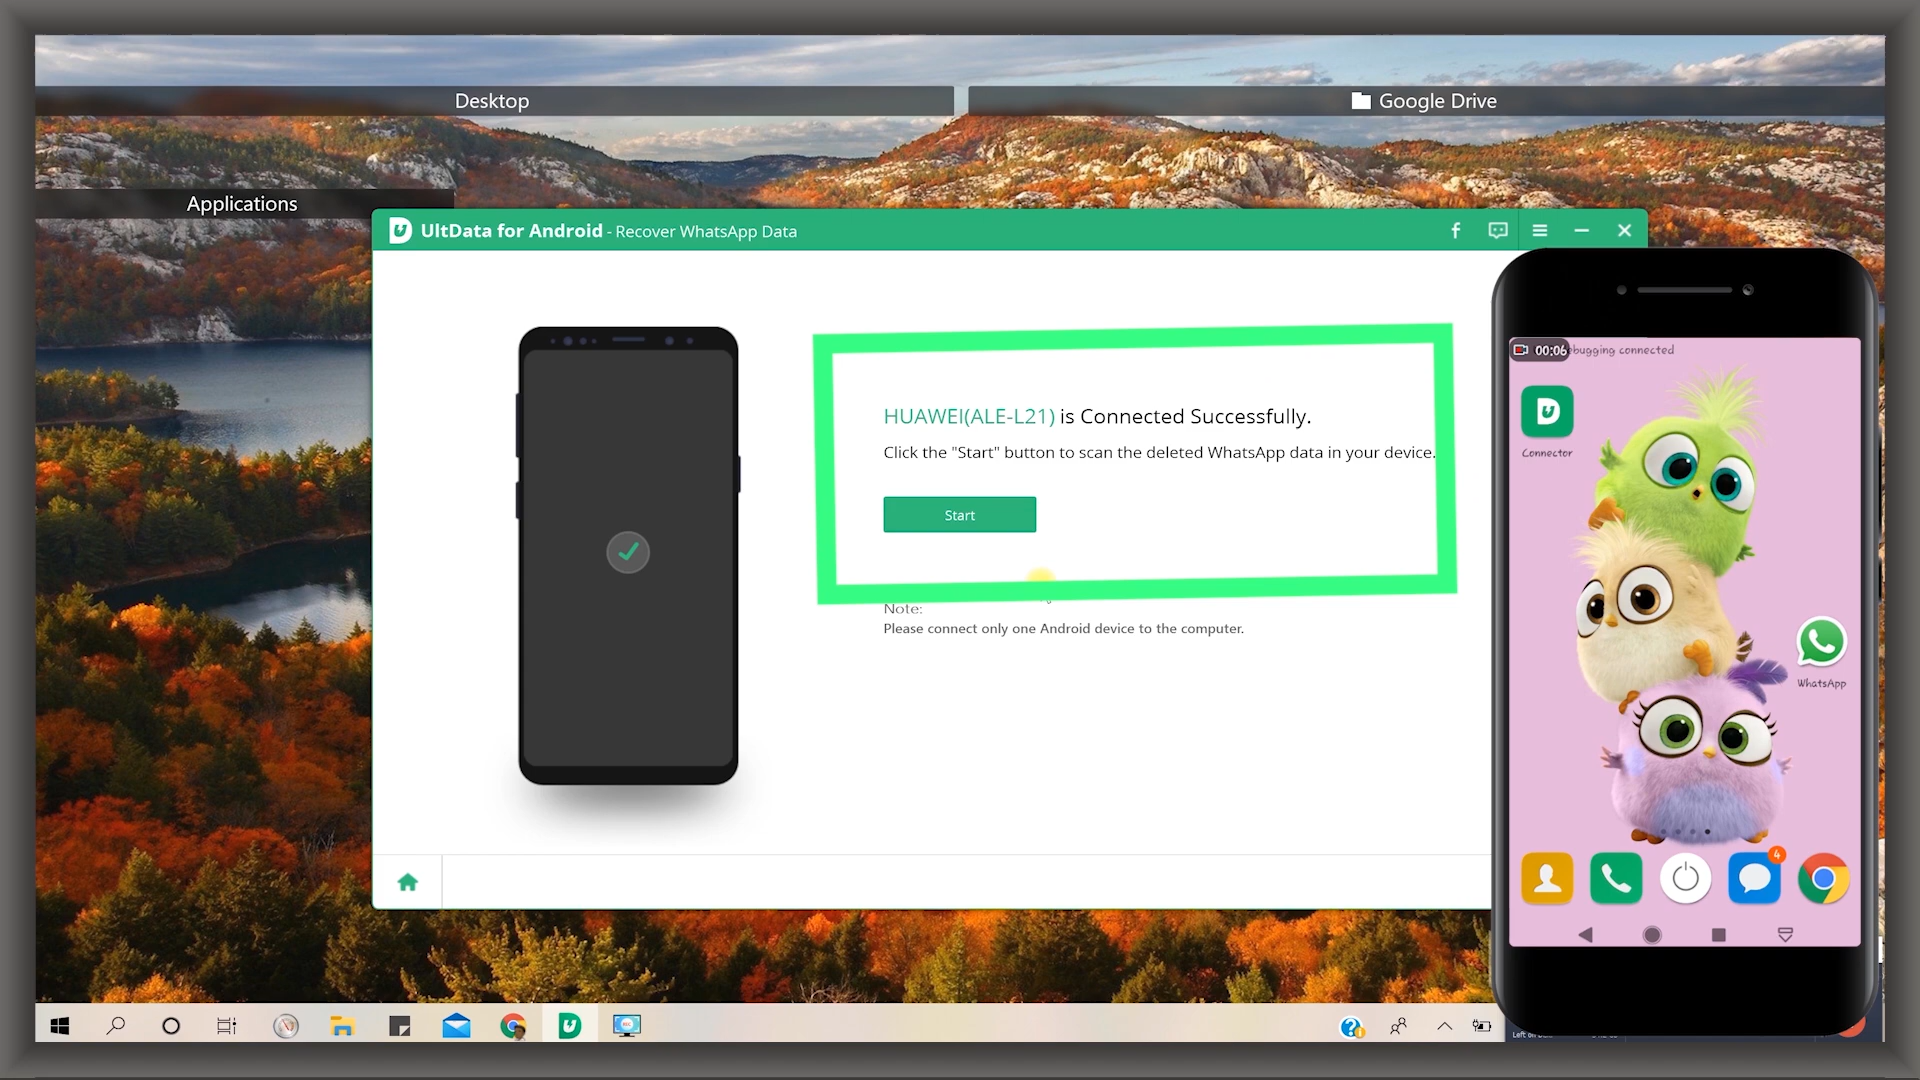 Desktop
Google Drive
Applications
UltData for Android - Recover WhatsApp Data
HUAWEI(ALE-L21) is Connected Successfully.
Click the "Start" button to scan the deleted WhatsApp data in your device.
Start
Note:
Please connect only one Android device to the computer.
00:06 ebugging connected
Connector
WhatsApp
4